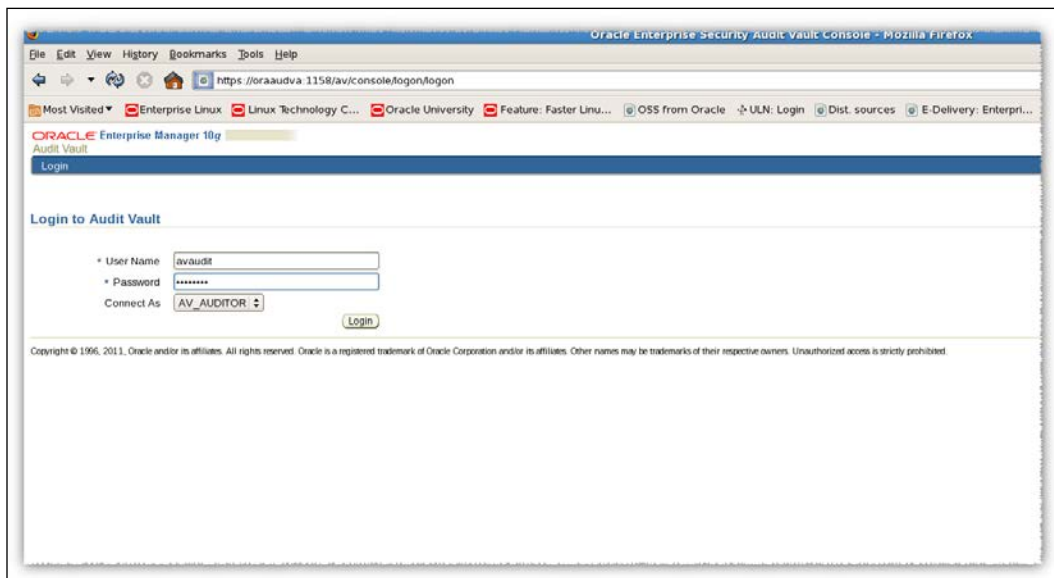 Oracle Enterprise Security Audit Vault Console - Mozilla Firefox
File Edit View History Bookmarks Tools Help
https://oraaudva:1158/av/console/logon/logon
Most Visited Enterprise Linux Linux Technology C... Oracle University Feature: Faster Linu... OSS from Oracle ULN: Login Dist. sources E-Delivery: Enterpri...
ORACLE Enterprise Manager 10g
Audit Vault
Login
Login to Audit Vault
* User Name avaudit
* Password ••••••••
Connect As AV_AUDITOR
Login
Copyright © 1996, 2011, Oracle and/or its affiliates. All rights reserved. Oracle is a registered trademark of Oracle Corporation and/or its affiliates. Other names may be trademarks of their respective owners. Unauthorized access is strictly prohibited.